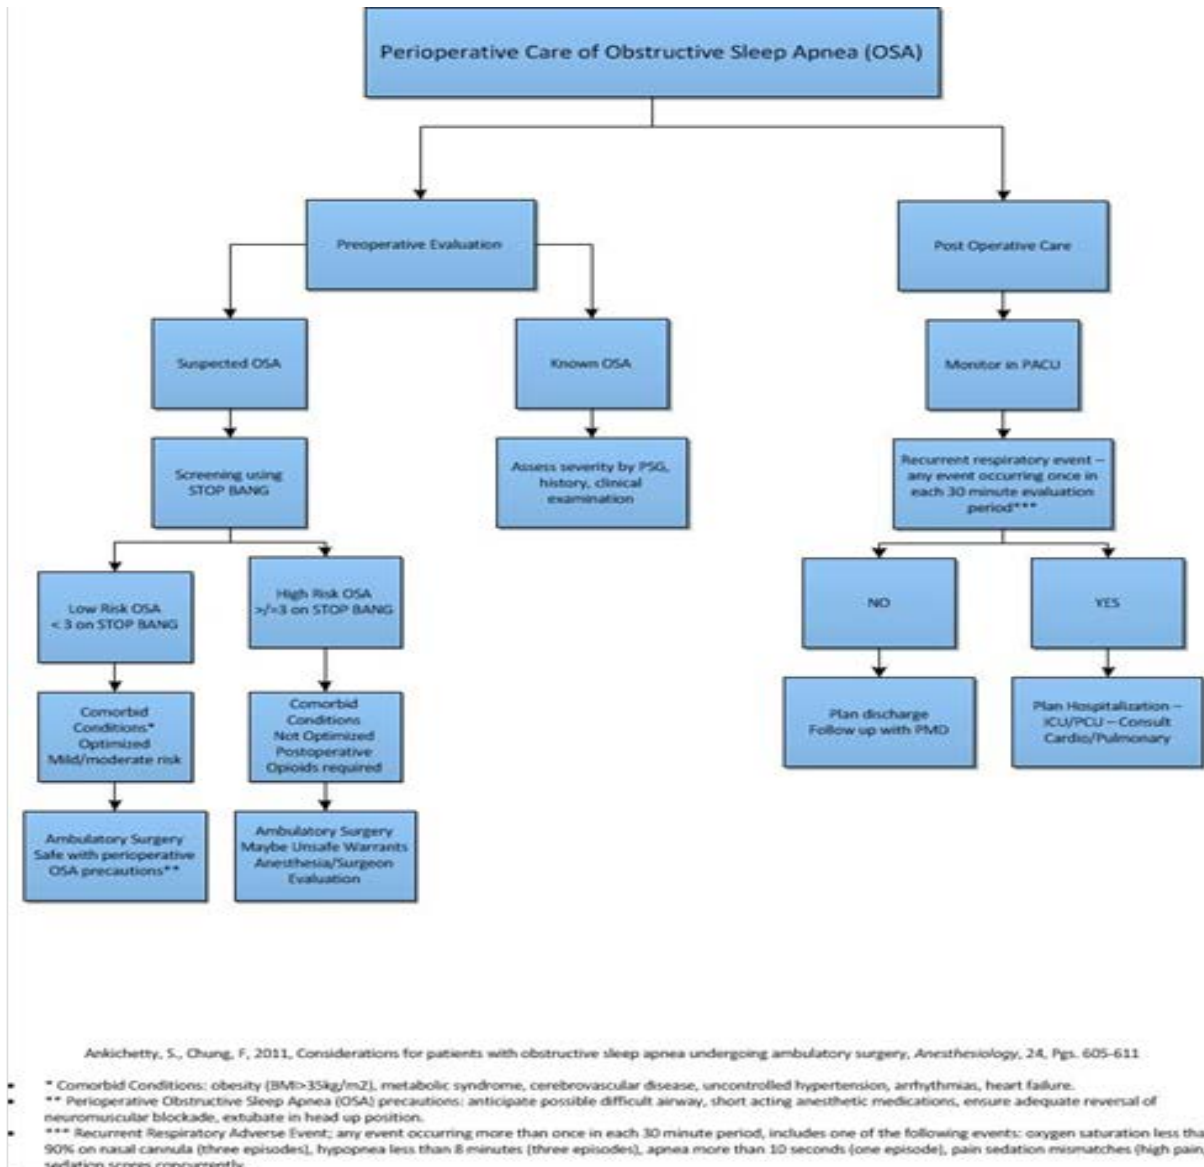 Perioperative Care of Obstructive Sleep Apnea (OSA)
Preoperative Evaluation
Post Operative Care
Suspected OSA
Known OSA
Monitor in PACU
Screening using
STOP BANG
Assess severity by PSG,
history, clinical
examination
Recurrent respiratory event –
any event occurring once in
each 30 minute evaluation
period***
Low Risk OSA
< 3 on STOP BANG
High Risk OSA
>/=3 on STOP BANG
NO
YES
Comorbid
Conditions*
Optimized
Mild/moderate risk
Comorbid
Conditions
Not Optimized
Postoperative
Opioids required
Plan discharge
Follow up with PMD
Plan Hospitalization –
ICU/PCU – Consult
Cardio/Pulmonary
Ambulatory Surgery
Safe with perioperative
OSA precautions**
Ambulatory Surgery
Maybe Unsafe Warrants
Anesthesia/Surgeon
Evaluation
Ankichetty, S., Chung, F, 2011, Considerations for patients with obstructive sleep apnea undergoing ambulatory surgery, Anesthesiology, 24, Pgs. 605-611
• * Comorbid Conditions: obesity (BMI>35kg/m2), metabolic syndrome, cerebrovascular disease, uncontrolled hypertension, arrhythmias, heart failure.
• ** Perioperative Obstructive Sleep Apnea (OSA) precautions: anticipate possible difficult airway, short acting anesthetic medications, ensure adequate reversal of
neuromuscular blockade, extubate in head up position.
• *** Recurrent Respiratory Adverse Event; any event occurring more than once in each 30 minute period, includes one of the following events: oxygen saturation less tha
90% on nasal cannula (three episodes), hypopnea less than 8 minutes (three episodes), apnea more than 10 seconds (one episode), pain sedation mismatches (high pain
sedation scores concurrently